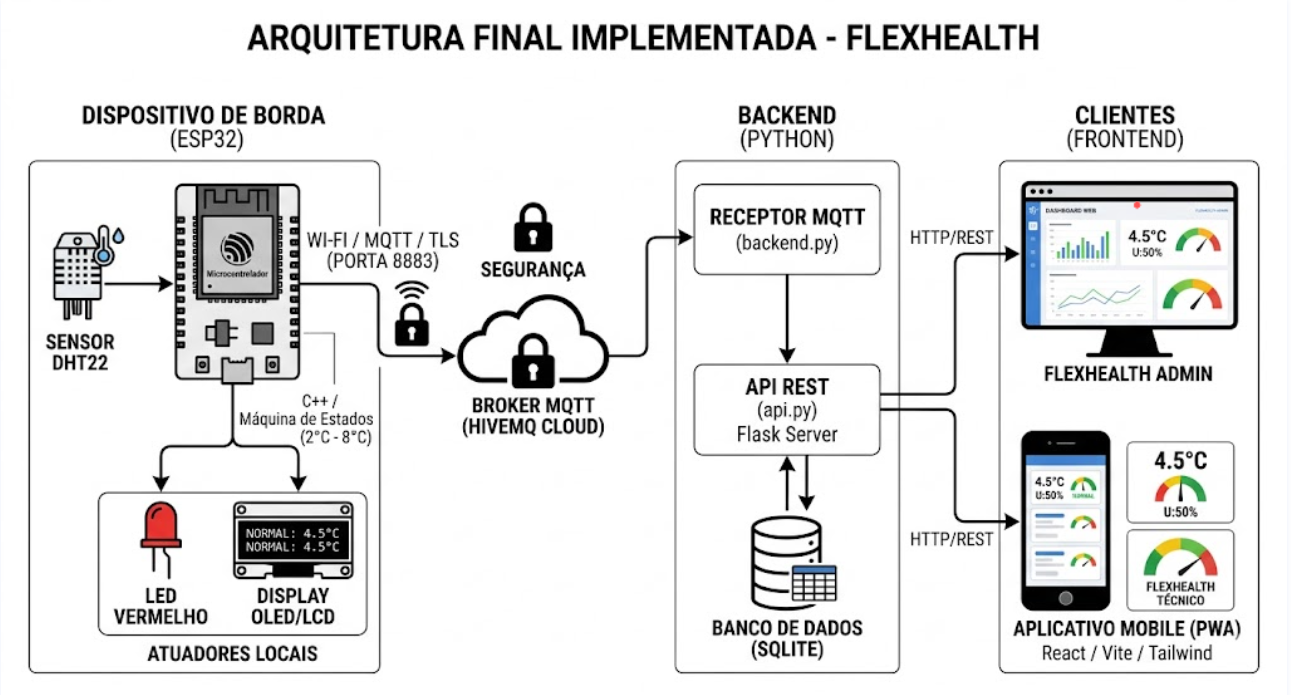 ARQUITETURA FINAL IMPLEMENTADA - FLEXHEALTH
DISPOSITIVO DE BORDA
(ESP32)
Microcentrelador
SENSOR
DHT22
C++ /
Máquina de Estados
(2°C - 8°C)
NORMAL: 4.5°C
NORMAL: 4.5°C
LED
VERMELHO
DISPLAY
OLED/LCD
ATUADORES LOCAIS
WI-FI / MQTT / TLS
(PORTA 8883)
SEGURANÇA
BROKER MQTT
(HIVEMQ CLOUD)
BACKEND
(PYTHON)
RECEPTOR MQTT
(backend.py)
API REST
(api.py)
Flask Server
BANCO DE DADOS
(SQLITE)
HTTP/REST
HTTP/REST
CLIENTES
(FRONTEND)
DASHBOARD WEB
4.5°C
U:50%
FLEXHEALTH ADMIN
4.5°C
U:50%
NORMAL
4.5°C
U:50%
FLEXHEALTH
TÉCNICO
APLICATIVO MOBILE (PWA)
React / Vite / Tailwind